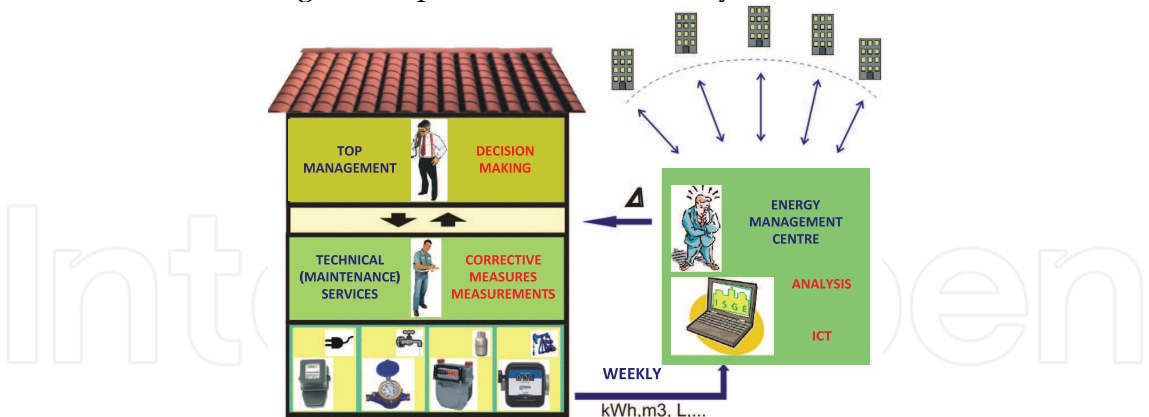 TOP
MANAGEMENT
DECISION
MAKING
TECHNICAL
(MAINTENANCE)
SERVICES
CORRECTIVE
MEASURES
MEASUREMENTS
Δ
ENERGY
MANAGEMENT
CENTRE
ANALYSIS
ISGE
ICT
WEEKLY
kWh,m3, L,...